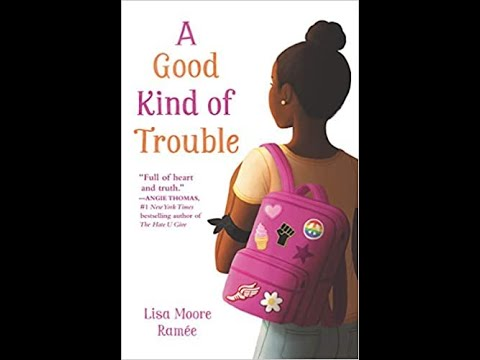 A
Good
Kind of
Trouble
"Full of heart
and truth."
—ANGIE THOMAS,
#1 New York Times
bestselling author of
The Hate U Give
Lisa Moore
Ramée